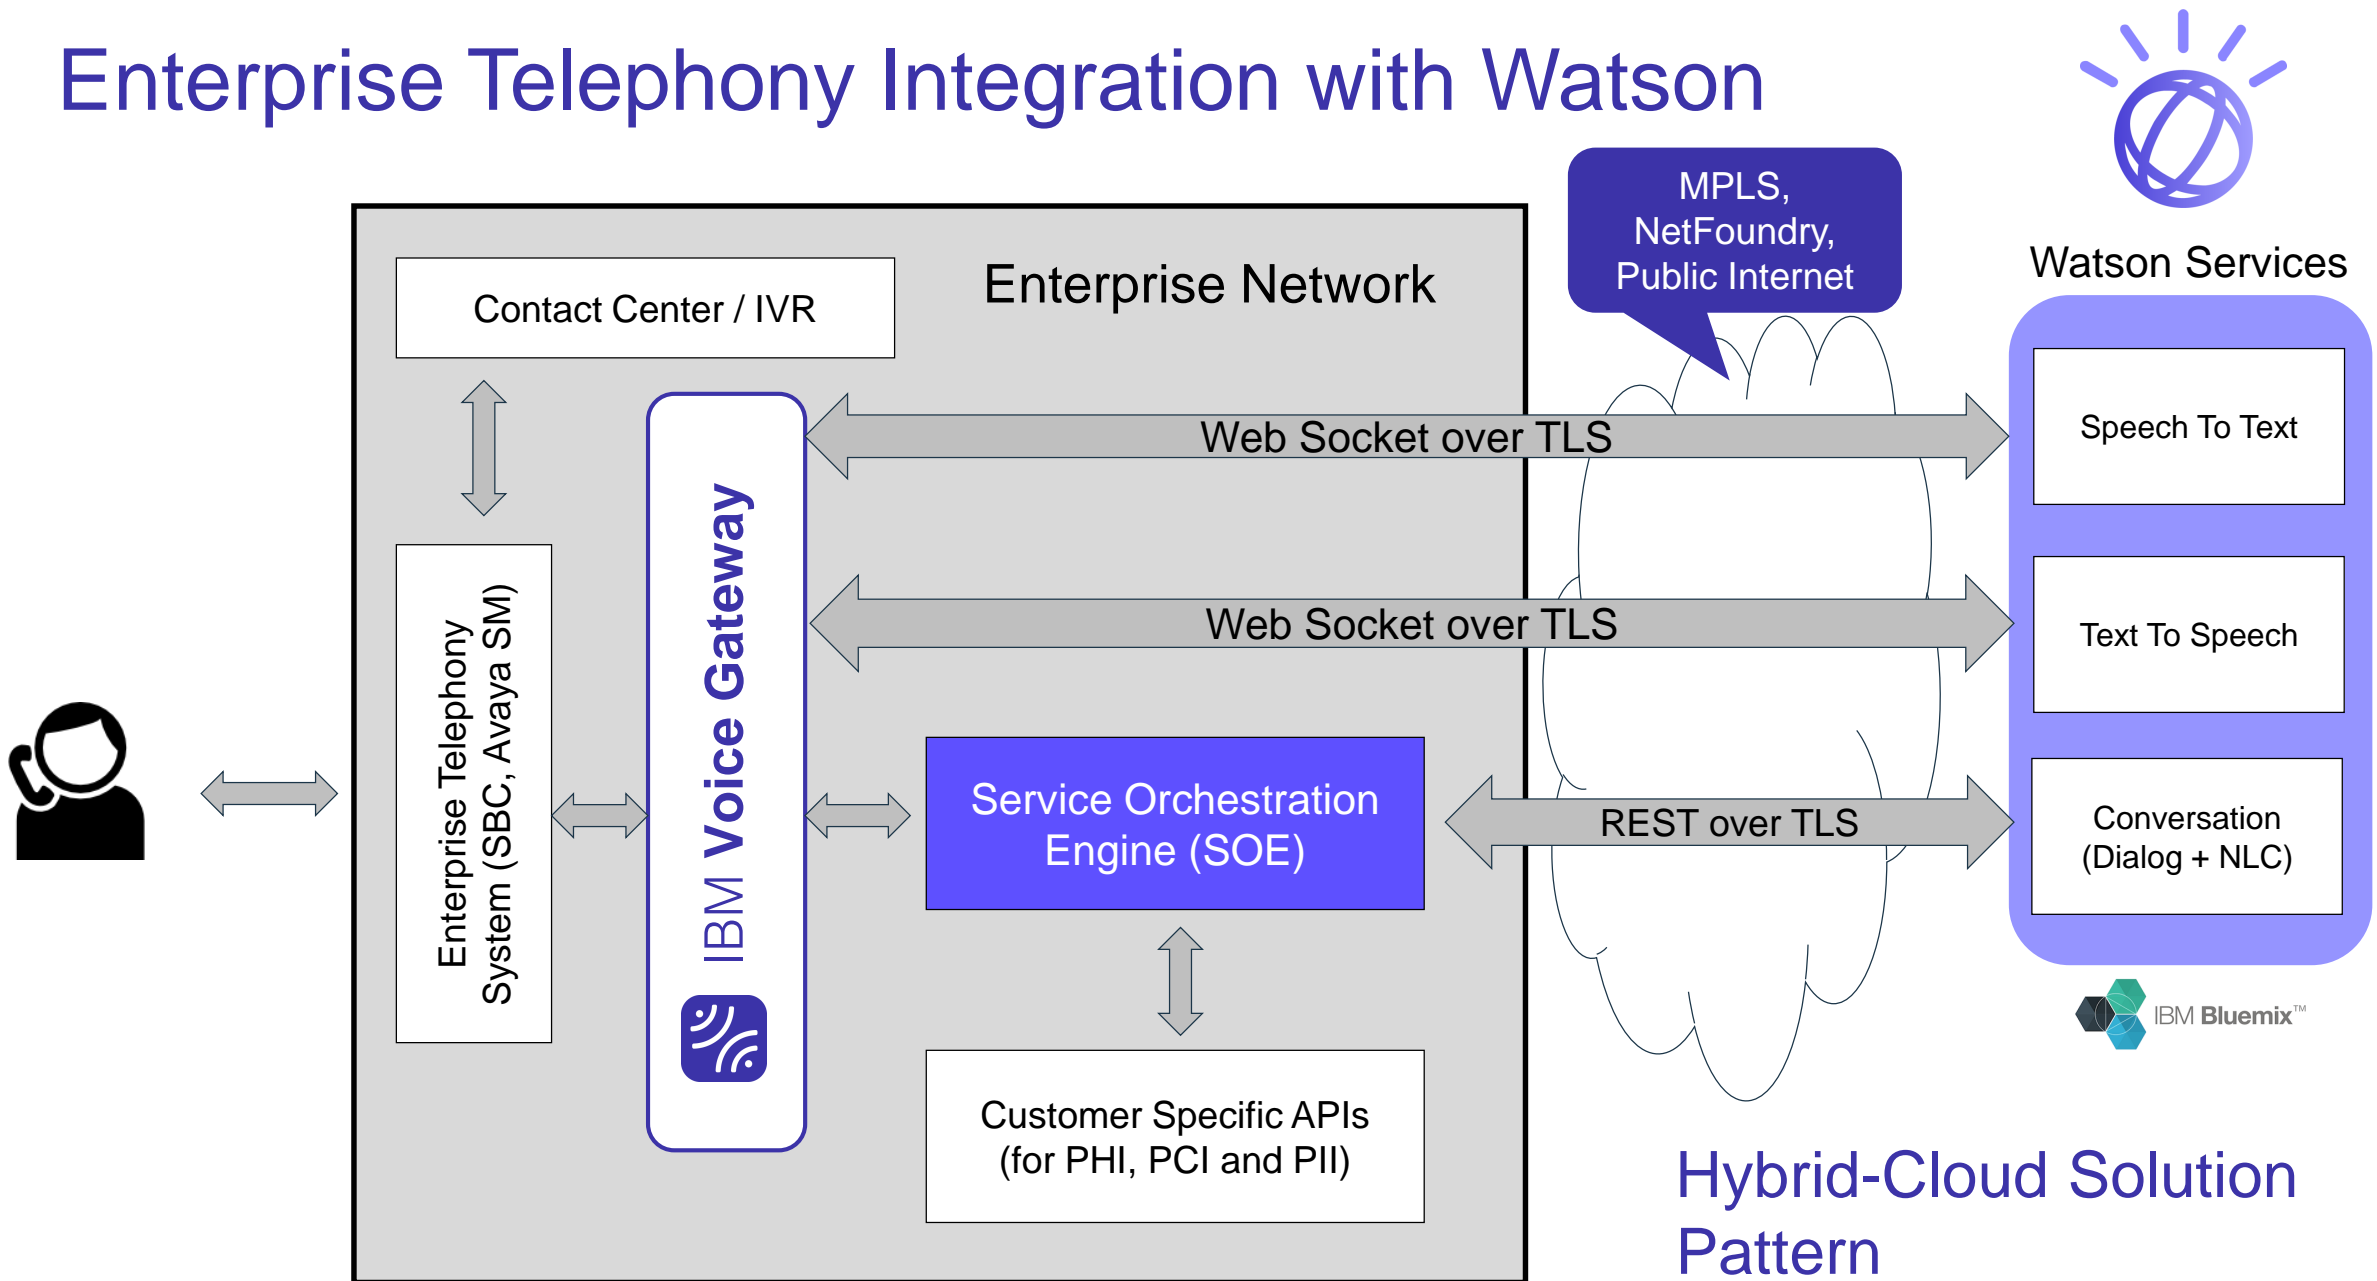 Enterprise Telephony Integration with Watson
MPLS,
NetFoundry,
Public Internet
Watson Services
Enterprise Network
Contact Center / IVR
Web Socket over TLS
Speech To Text
IBM Voice Gateway
Enterprise Telephony
System (SBC, Avaya SM)
Web Socket over TLS
Text To Speech
Service Orchestration
Engine (SOE)
REST over TLS
Conversation
(Dialog + NLC)
IBM Bluemix™
Customer Specific APIs
(for PHI, PCI and PII)
Hybrid-Cloud Solution
Pattern